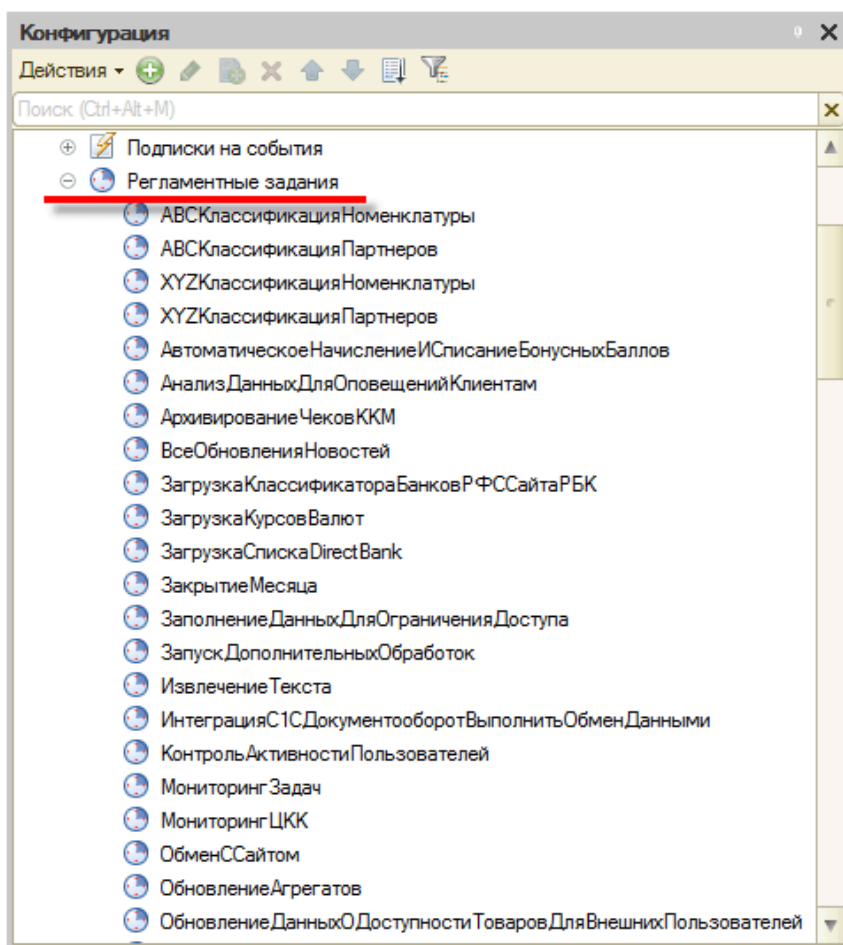 Конфигурация
Действия
Поиск (Ctrl+Alt+M)
Подписки на события
Регламентные задания
ABCКлассификацияНоменклатуры
ABCКлассификацияПартнеров
XYZКлассификацияНоменклатуры
XYZКлассификацияПартнеров
АвтоматическоеНачислениеИСписаниеБонусныхБаллов
АнализДанныхДляОповещенийКлиентам
АрхивированиеЧековККМ
ВсеОбновленияНовостей
ЗагрузкаКлассификатораБанковРФССайтаРБК
ЗагрузкаКурсовВалют
ЗагрузкаСпискаDirectBank
ЗакрытиеМесяца
ЗаполнениеДанныхДляОграниченияДоступа
ЗапускДополнительныхОбработок
ИзвлечениеТекста
ИнтеграцияС1СДокументооборотВыполнитьОбменДанными
КонтрольАктивностиПользователей
МониторингЗадач
МониторингЦКК
ОбменССайтом
ОбновлениеАгрегатов
ОбновлениеДанныхОДоступностиТоваровДляВнешнихПользователей